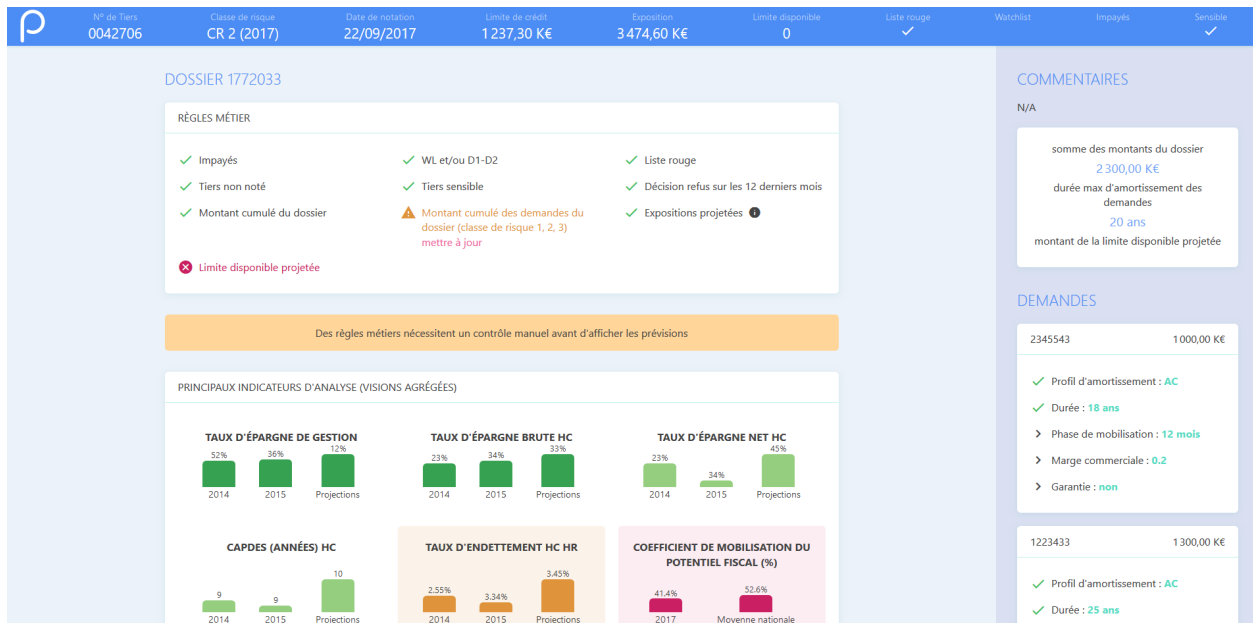 N° de Tiers
0042706
Classe de risque
CR 2 (2017)
Date de notation
22/09/2017
Limite de crédit
1 237,30 K€
Exposition
3 474,60 K€
Limite disponible
0
Liste rouge
Watchlist
Impayés
Sensible
DOSSIER 1772033
RÈGLES MÉTIER
Impayés
WL et/ou D1-D2
Liste rouge
Tiers non noté
Tiers sensible
Décision refus sur les 12 derniers mois
Montant cumulé du dossier
Montant cumulé des demandes du
dossier (classe de risque 1, 2, 3)
mettre à jour
Expositions projetées
Limite disponible projetée
Des règles métiers nécessitent un contrôle manuel avant d'afficher les prévisions
PRINCIPAUX INDICATEURS D'ANALYSE (VISIONS AGRÉGÉES)
TAUX D'ÉPARGNE DE GESTION
52%
36%
12%
2014
2015
Projections
TAUX D'ÉPARGNE BRUTE HC
23%
34%
33%
2014
2015
Projections
TAUX D'ÉPARGNE NET HC
23%
34%
45%
2014
2015
Projections
CAPDES (ANNÉES) HC
9
9
10
2014
2015
Projections
TAUX D'ENDETTEMENT HC HR
2.55%
3.34%
3.45%
2014
2015
Projections
COEFFICIENT DE MOBILISATION DU
POTENTIEL FISCAL (%)
41.4%
52.6%
2017
Moyenne nationale
COMMENTAIRES
N/A
somme des montants du dossier
2 300,00 K€
durée max d'amortissement des
demandes
20 ans
montant de la limite disponible projetée
DEMANDES
2345543
1 000,00 K€
Profil d'amortissement : AC
Durée : 18 ans
Phase de mobilisation : 12 mois
Marge commerciale : 0.2
Garantie : non
1223433
1 300,00 K€
Profil d'amortissement : AC
Durée : 25 ans